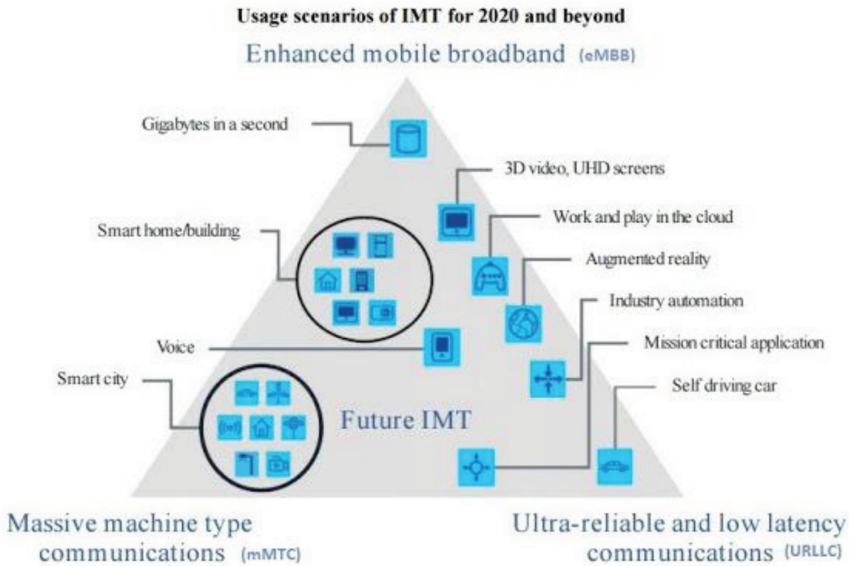 Usage scenarios of IMT for 2020 and beyond
Enhanced mobile broadband (eMBB)
Gigabytes in a second
3D video, UHD screens
Smart home/building
Work and play in the cloud
Augmented reality
Industry automation
Voice
Mission critical application
Smart city
Self driving car
Future IMT
Massive machine type
communications (mMTC)
Ultra-reliable and low latency
communications (URLLC)